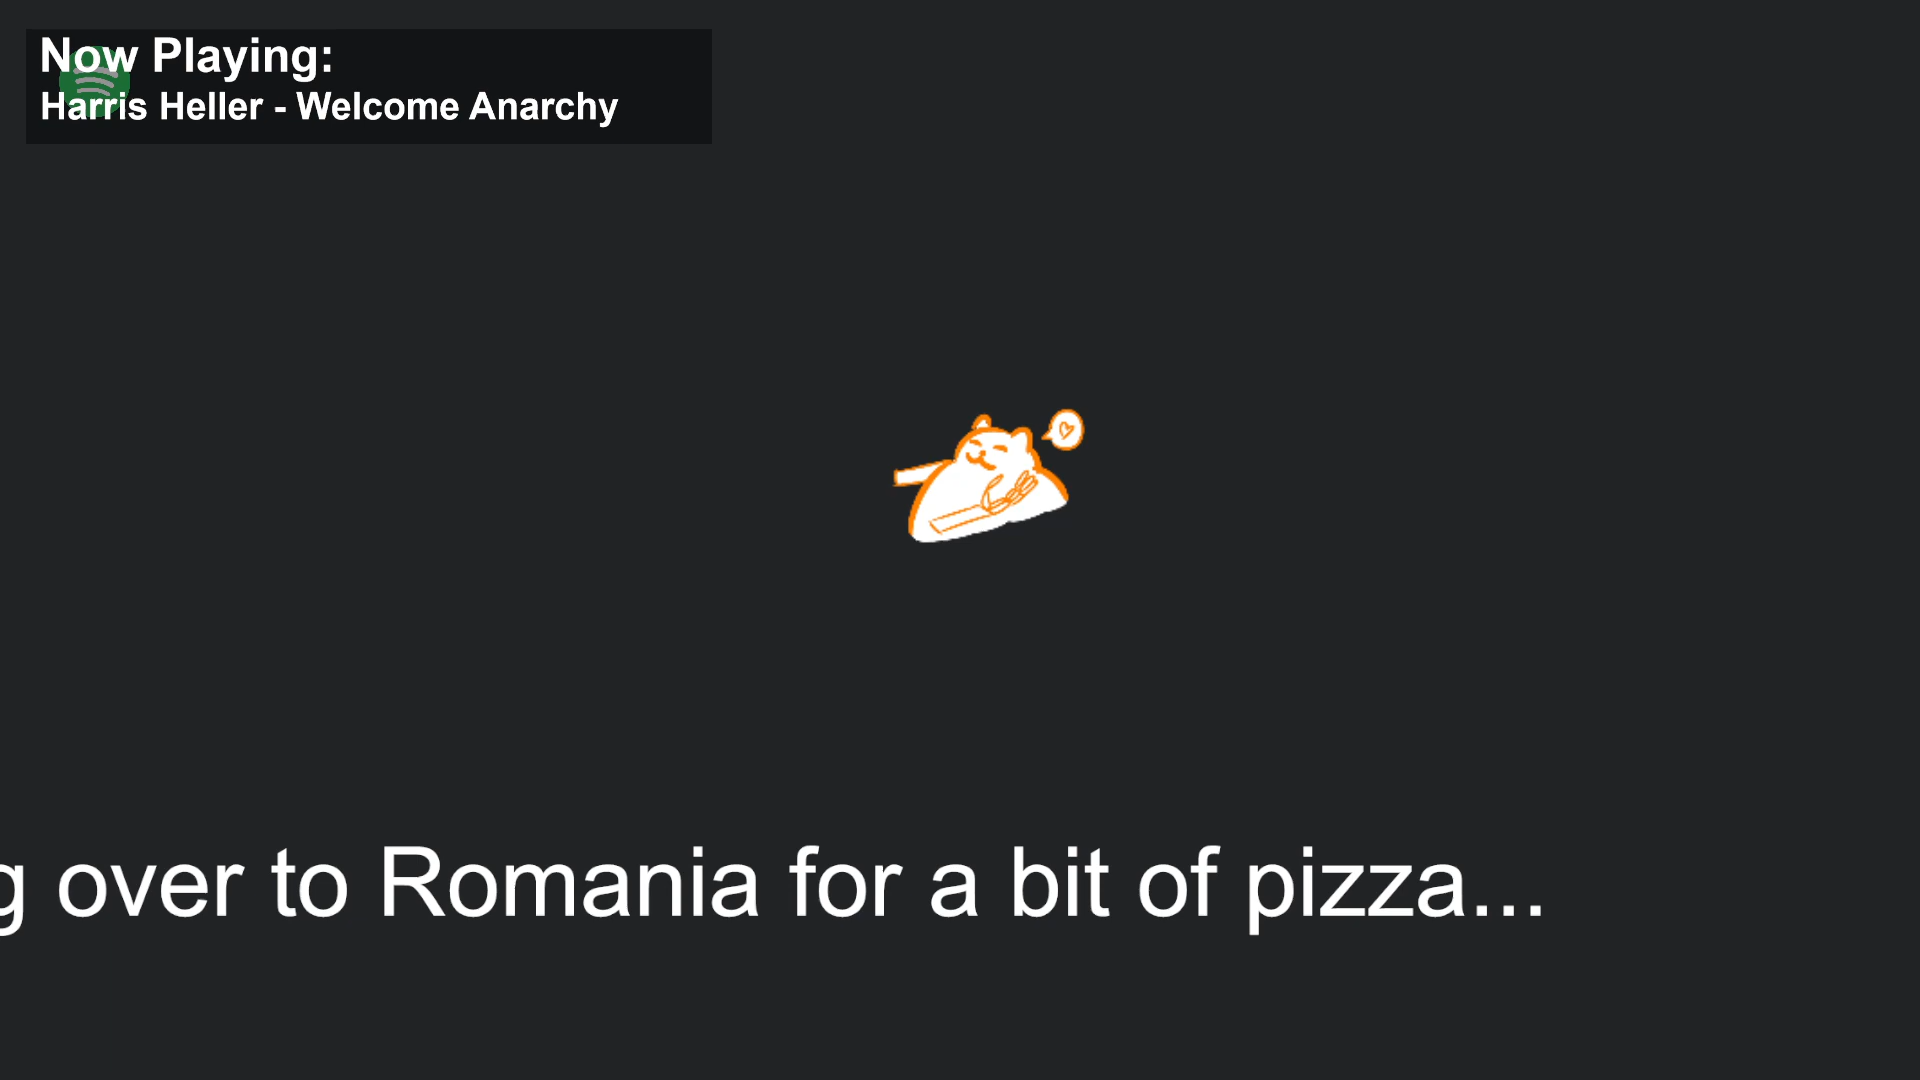 Now Playing:
Harris Heller - Welcome Anarchy
g over to Romania for a bit of pizza...